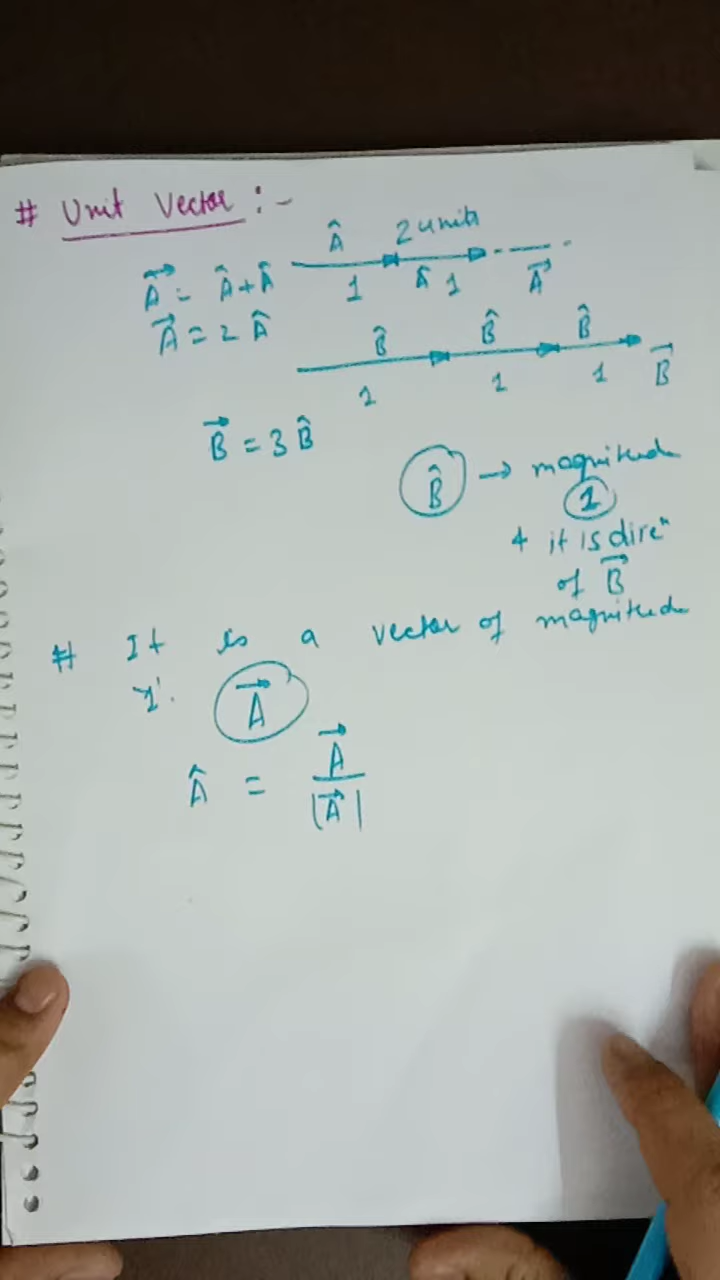 # Unit Vector :-
Â 2 units
A⃗ = Â + Â
1 Â 1 A⃗
A⃗ = 2 Â
B̂ B̂ B̂
1 1 1 B⃗
B⃗ = 3 B̂
B̂ → magnitude
1
& it is direⁿ
of B⃗
# It is a vector of magnitude
'1'. A⃗
Â = A⃗ / |A⃗|